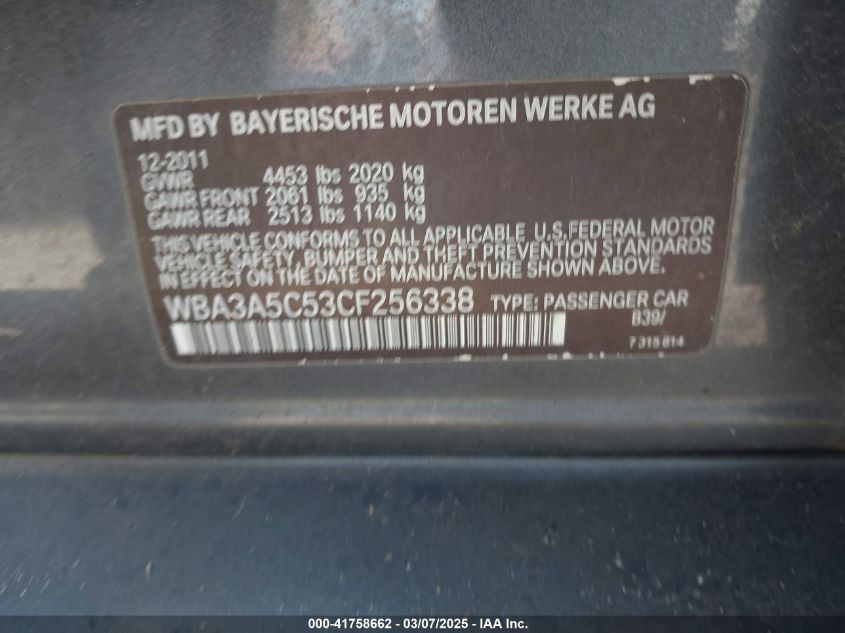 MFD BY BAYERISCHE MOTOREN WERKE AG
12-2011
GVWR 4453 lbs 2020 kg
GAWR FRONT 2061 lbs 935 kg
GAWR REAR 2513 lbs 1140 kg
THIS VEHICLE CONFORMS TO ALL APPLICABLE U.S.FEDERAL MOTOR
VEHICLE SAFETY, BUMPER AND THEFT PREVENTION STANDARDS
IN EFFECT ON THE DATE OF MANUFACTURE SHOWN ABOVE.
WBA3A5C53CF256338 TYPE: PASSENGER CAR
B39/
7 315 814
000-41758662 - 03/07/2025 - IAA Inc.